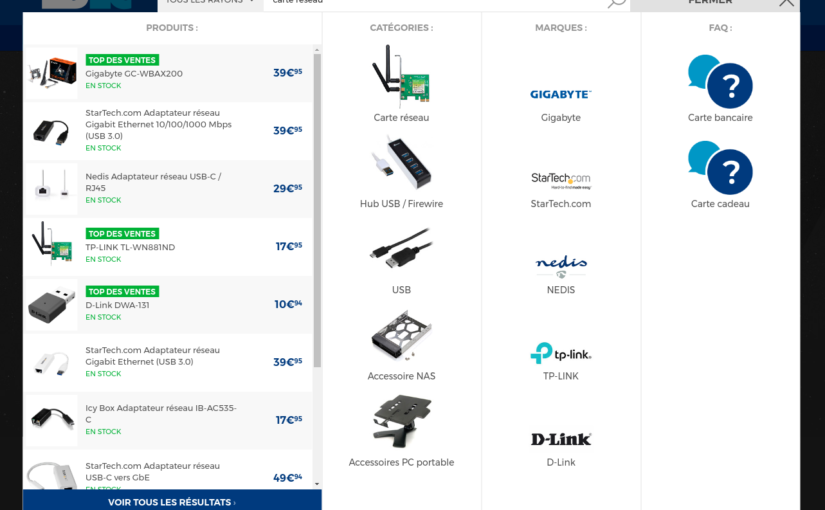 TOUS LES RAYONS
carte réseau
FERMER
PRODUITS :
TOP DES VENTES
Gigabyte GC-WBAX200
EN STOCK
39€95
StarTech.com Adaptateur réseau
Gigabit Ethernet 10/100/1000 Mbps
(USB 3.0)
EN STOCK
39€95
Nedis Adaptateur réseau USB-C /
RJ45
EN STOCK
29€95
TOP DES VENTES
TP-LINK TL-WN881ND
EN STOCK
17€95
TOP DES VENTES
D-Link DWA-131
EN STOCK
10€94
StarTech.com Adaptateur réseau
Gigabit Ethernet (USB 3.0)
EN STOCK
39€95
Icy Box Adaptateur réseau IB-AC535-
C
EN STOCK
17€95
StarTech.com Adaptateur réseau
USB-C vers GbE
EN STOCK
49€94
VOIR TOUS LES RÉSULTATS ›
CATÉGORIES :
Carte réseau
Hub USB / Firewire
USB
Accessoire NAS
Accessoires PC portable
MARQUES :
GIGABYTE™
Gigabyte
StarTech.com
StarTech.com
nedis
NEDIS
tp-link
TP-LINK
D-Link
D-Link
FAQ :
?
Carte bancaire
?
Carte cadeau